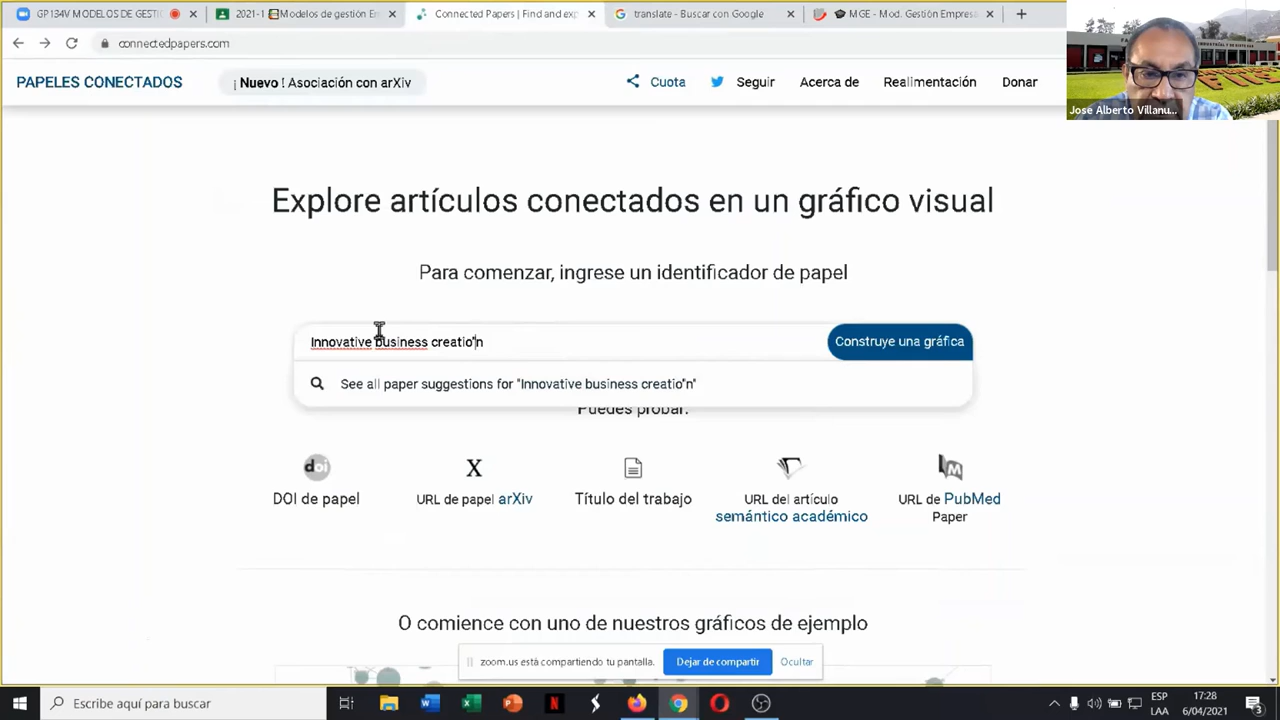 GP134V MODELOS DE GESTIÓ
2021-1 Modelos de gestión E
Connected Papers | Find and exp
translate - Buscar con Google
MGE - Mod. Gestión Empresa
connectedpapers.com
PAPELES CONECTADOS
¡ Nuevo ! Asociación con arXiv
Cuota
Seguir
Acerca de
Realimentación
Donar
Jose Alberto Villanu...
Explore artículos conectados en un gráfico visual
Para comenzar, ingrese un identificador de papel
Innovative business creatio"n
Construye una gráfica
See all paper suggestions for "Innovative business creatio"n"
Puedes probar:
doi
DOI de papel
X
URL de papel arXiv
Título del trabajo
URL del artículo
semántico académico
URL de PubMed
Paper
O comience con uno de nuestros gráficos de ejemplo
zoom.us está compartiendo tu pantalla.
Dejar de compartir
Ocultar
Escribe aquí para buscar
ESP
LAA
17:28
6/04/2021
3